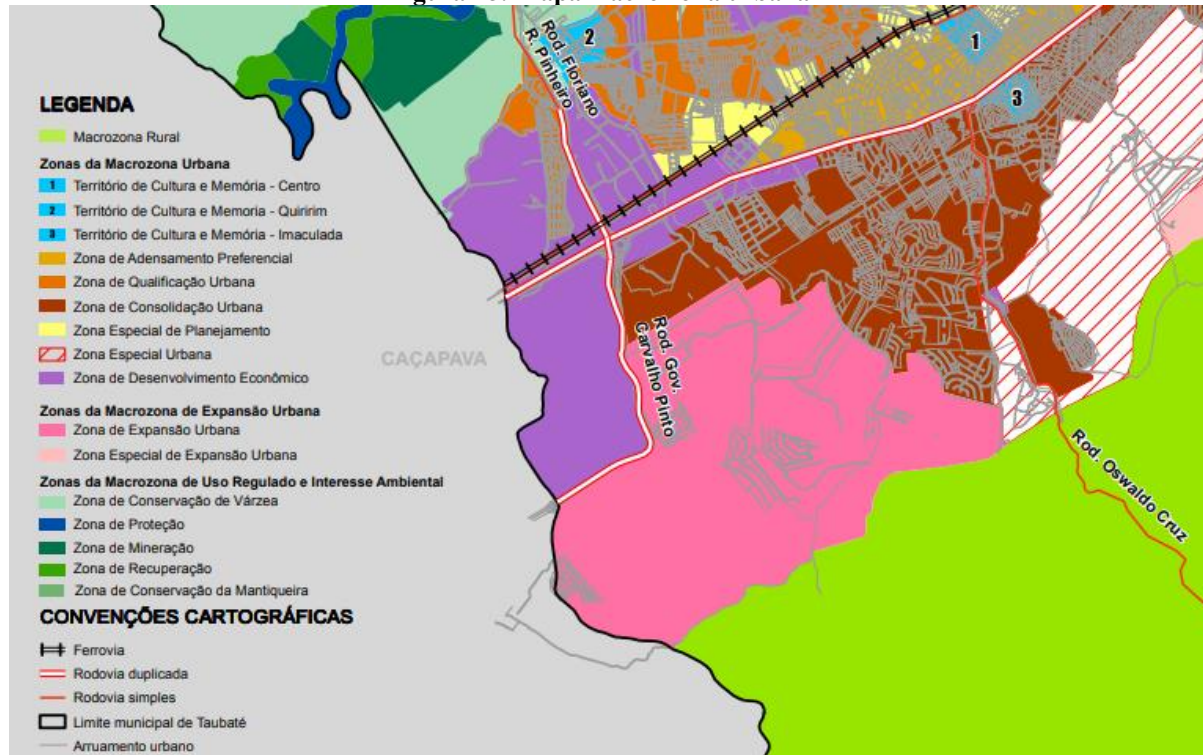 LEGENDA
Macrozona Rural
Zonas da Macrozona Urbana
1 Território de Cultura e Memória - Centro
2 Território de Cultura e Memoria - Quiririm
3 Território de Cultura e Memória - Imaculada
Zona de Adensamento Preferencial
Zona de Qualificação Urbana
Zona de Consolidação Urbana
Zona Especial de Planejamento
Zona Especial Urbana
Zona de Desenvolvimento Econômico
Zonas da Macrozona de Expansão Urbana
Zona de Expansão Urbana
Zona Especial de Expansão Urbana
Zonas da Macrozona de Uso Regulado e Interesse Ambiental
Zona de Conservação de Várzea
Zona de Proteção
Zona de Mineração
Zona de Recuperação
Zona de Conservação da Mantiqueira
CONVENÇÕES CARTOGRÁFICAS
Ferrovia
Rodovia duplicada
Rodovia simples
Limite municipal de Taubaté
Arruamento urbano
Rod. Floriano
R. Pinheiro
2
1
3
CAÇAPAVA
Rod. Gov.
Carvalho Pinto
Rod. Oswaldo Cruz